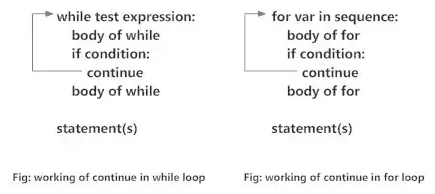 while test expression:
body of while
if condition:
continue
body of while
statement(s)
Fig: working of continue in while loop
for var in sequence:
body of for
if condition:
continue
body of for
statement(s)
Fig: working of continue in for loop